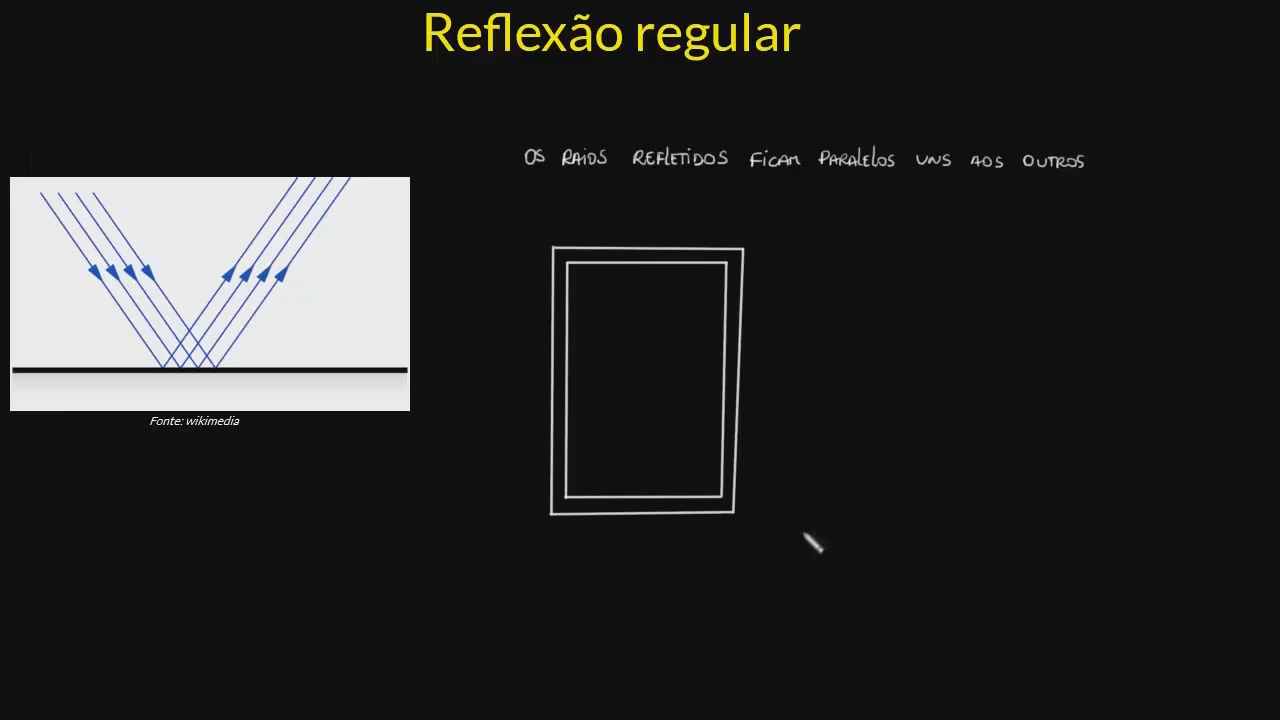 Reflexão regular
OS RAIOS REFLETIDOS FICAM PARALELOS UNS AOS OUTROS
Fonte: wikimedia